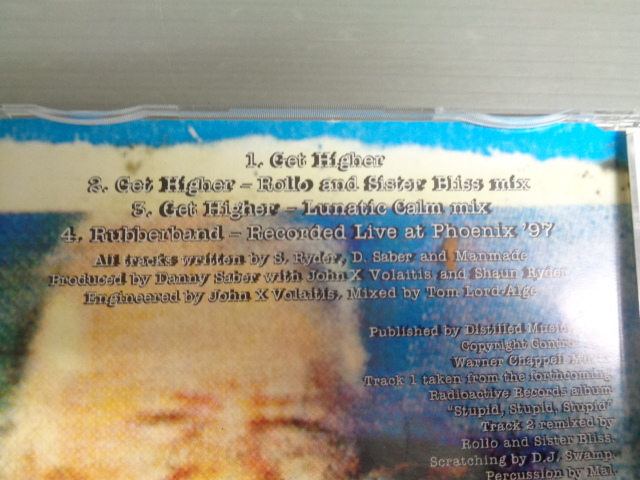 1. Get Higher
2. Get Higher – Rollo and Sister Bliss mix
3. Get Higher – Lunatic Calm mix
4. Rubberband – Recorded Live at Phoenix '97
All tracks written by S. Ryder, D. Saber and Manmade
Produced by Danny Saber with John X Volaitis and Shaun Ryder
Engineered by John X Volaitis, Mixed by Tom Lord-Alge
Published by Distilled Music
Copyright
Warner Chappell
Track 1 taken from the forthcoming
Radioactive Records album
"Stupid, Stupid, Stupid"
Track 2 remixed by
Rollo and Sister Bliss.
Scratching by D.J. Swamp.
Percussion by Mal.